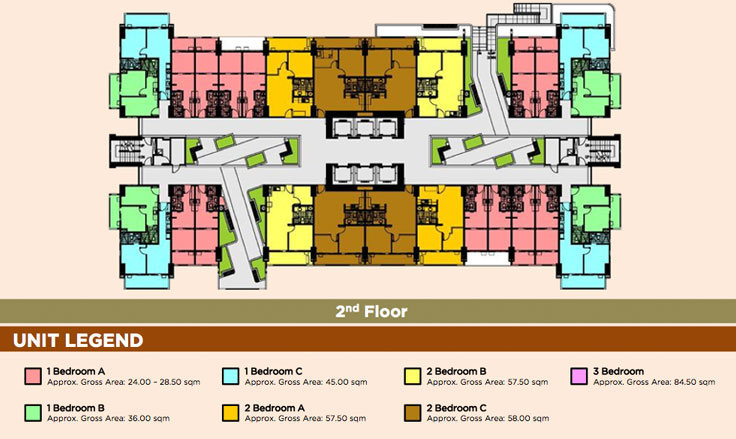 2nd Floor
UNIT LEGEND
1 Bedroom A
Approx. Gross Area: 24.00 – 28.50 sqm
1 Bedroom C
Approx. Gross Area: 45.00 sqm
2 Bedroom B
Approx. Gross Area: 57.50 sqm
3 Bedroom
Approx. Gross Area: 84.50 sqm
1 Bedroom B
Approx. Gross Area: 36.00 sqm
2 Bedroom A
Approx. Gross Area: 57.50 sqm
2 Bedroom C
Approx. Gross Area: 58.00 sqm